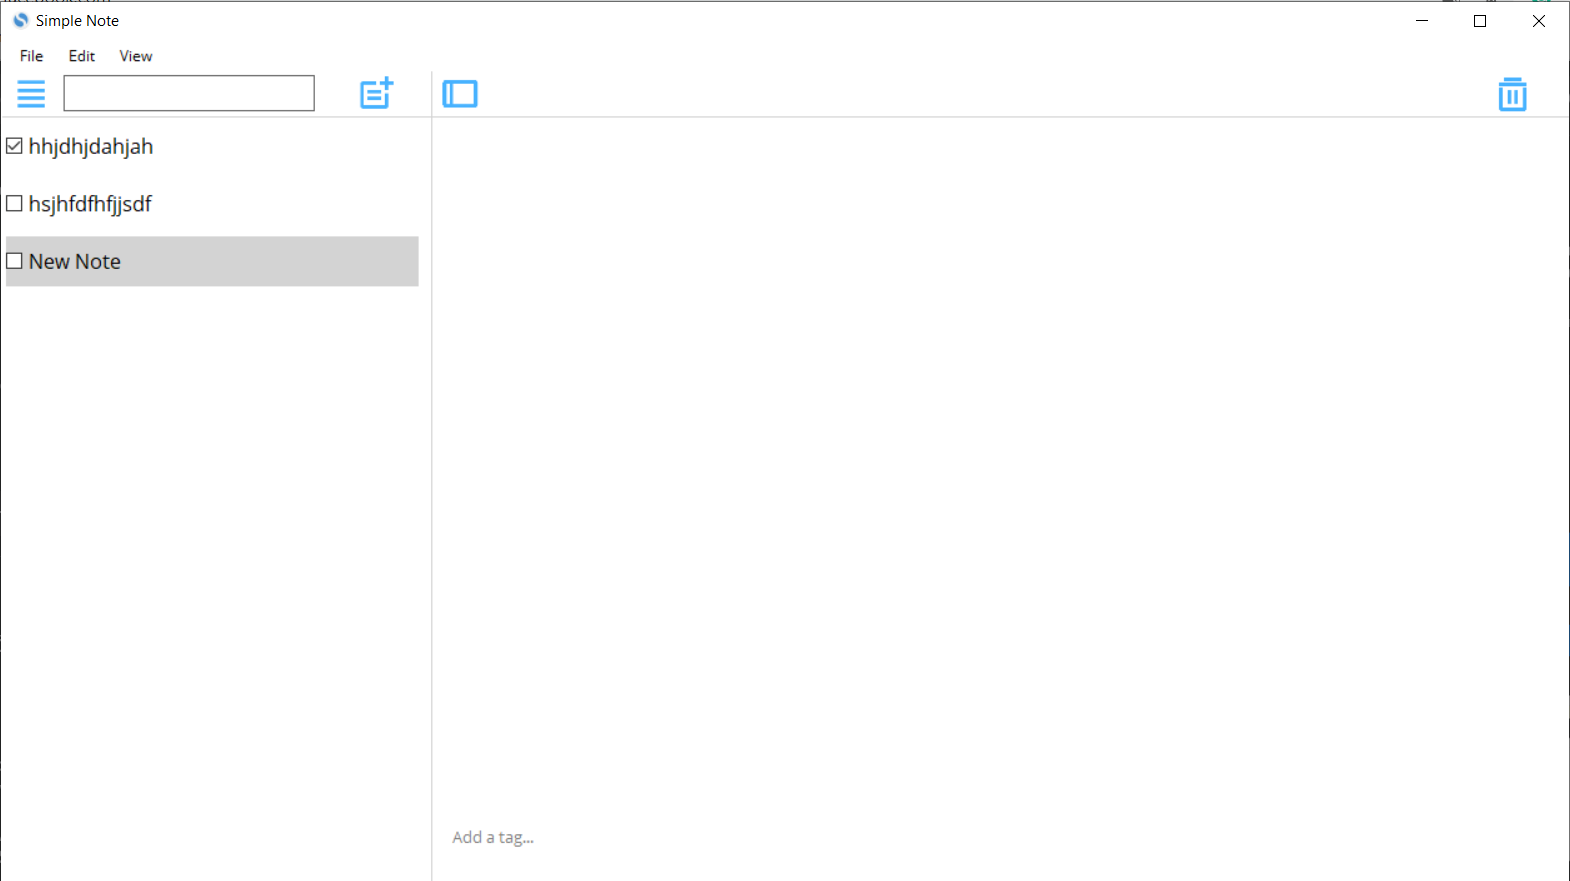 Simple Note
File Edit View
hhjdhjdahjah
hsjhfdfhfjjsdf
New Note
Add a tag...